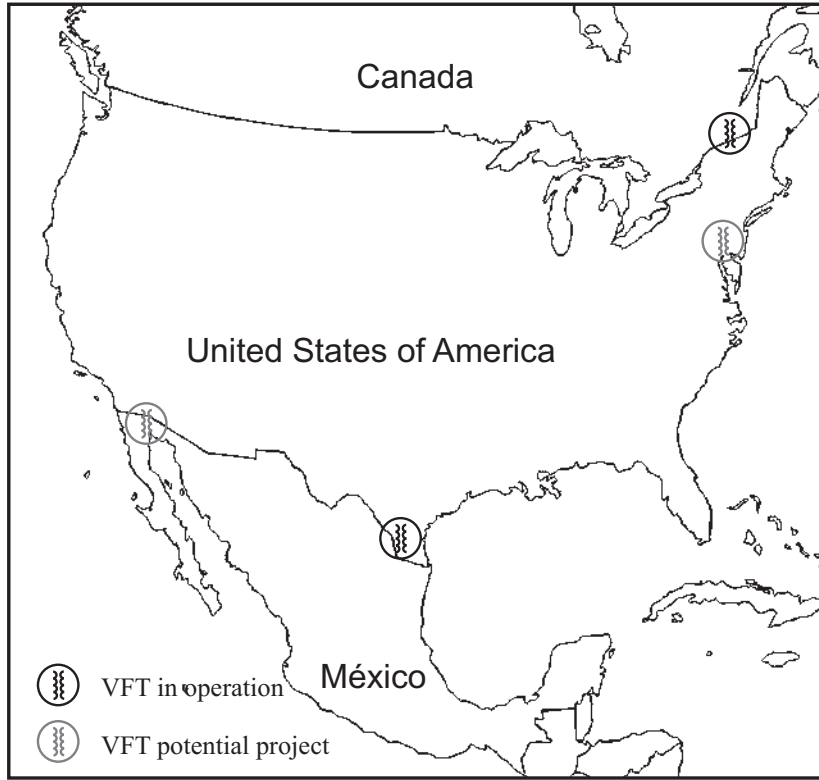 Canada
United States of America
México
VFT in operation
VFT potential project